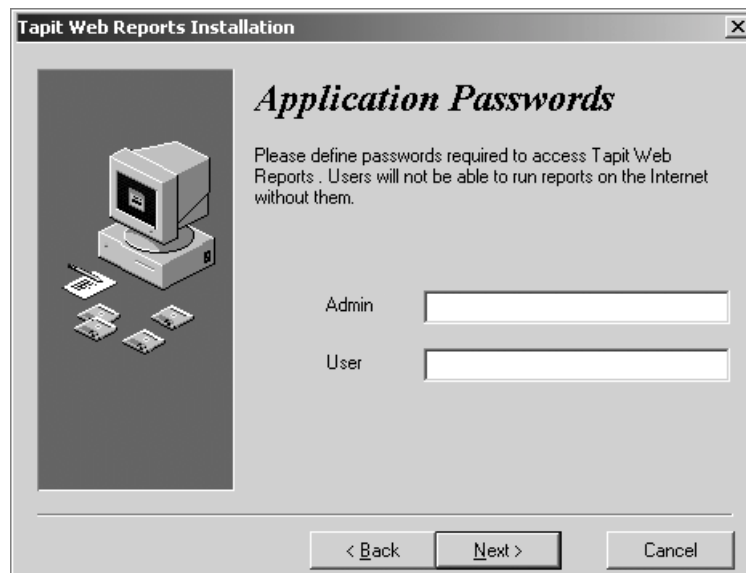 Tapit Web Reports Installation
Application Passwords
Please define passwords required to access Tapit Web
Reports . Users will not be able to run reports on the Internet
without them.
Admin
User
< Back
Next >
Cancel